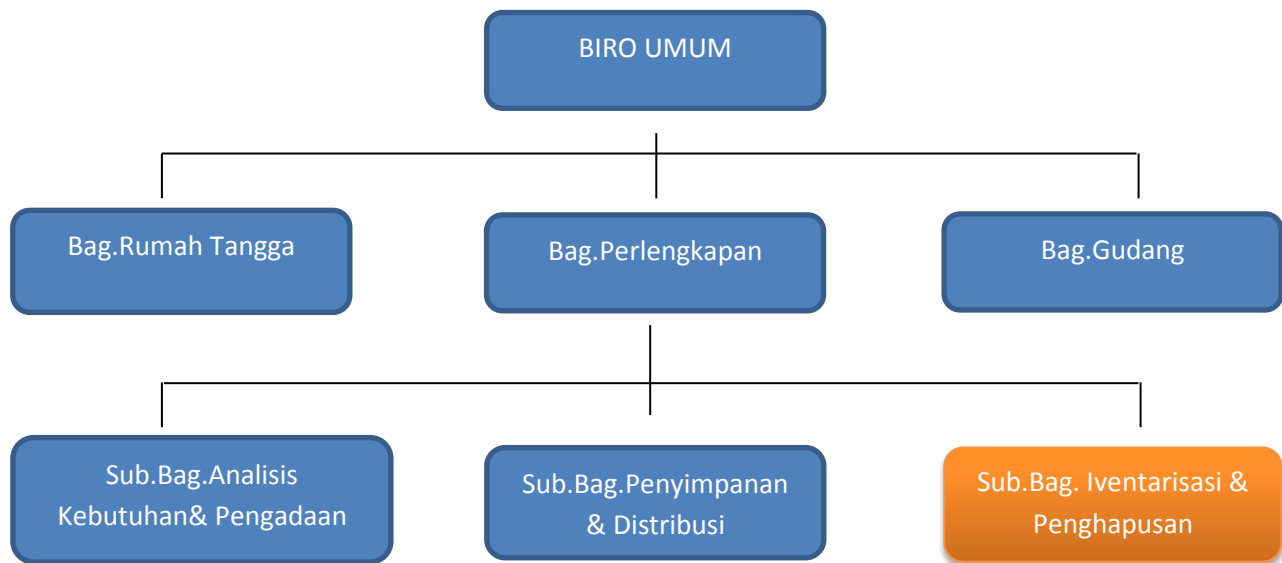 BIRO UMUM
Bag.Rumah Tangga
Bag.Perlengkapan
Bag.Gudang
Sub.Bag.Analisis
Kebutuhan& Pengadaan
Sub.Bag.Penyimpanan
& Distribusi
Sub.Bag. Iventarisasi &
Penghapusan